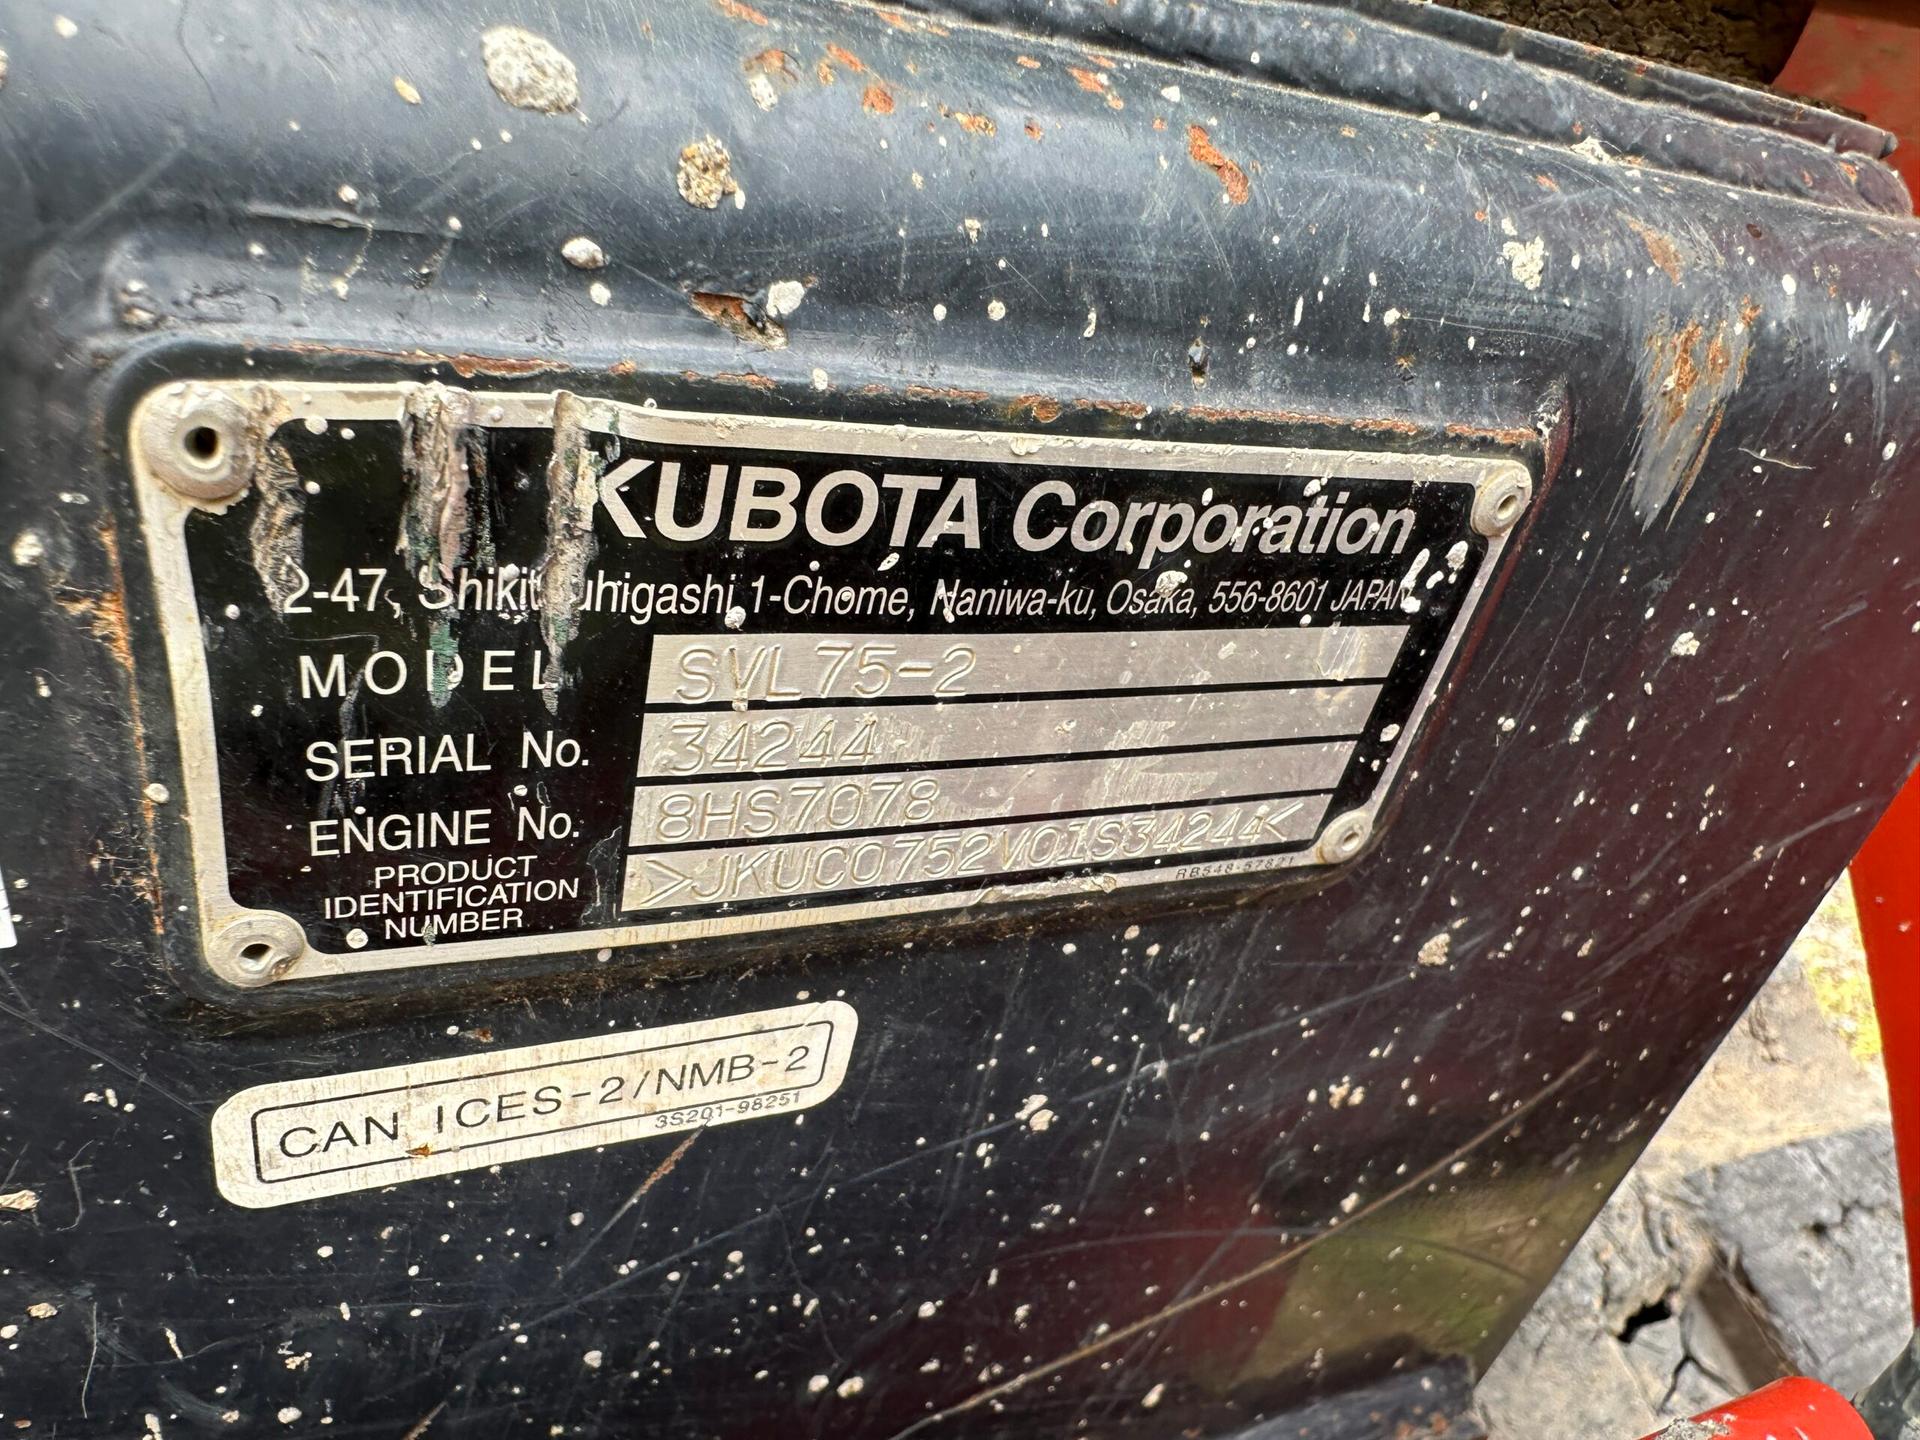 KUBOTA Corporation
2-47, Shikitsuhigashi 1-Chome, Naniwa-ku, Osaka, 556-8601 JAPAN
MODEL SVL75-2
SERIAL No. 34244
ENGINE No. 8HS7078
PRODUCT IDENTIFICATION NUMBER >JKUC0752V01S34244<
RB548-57821
CAN ICES-2/NMB-2
3S201-98251